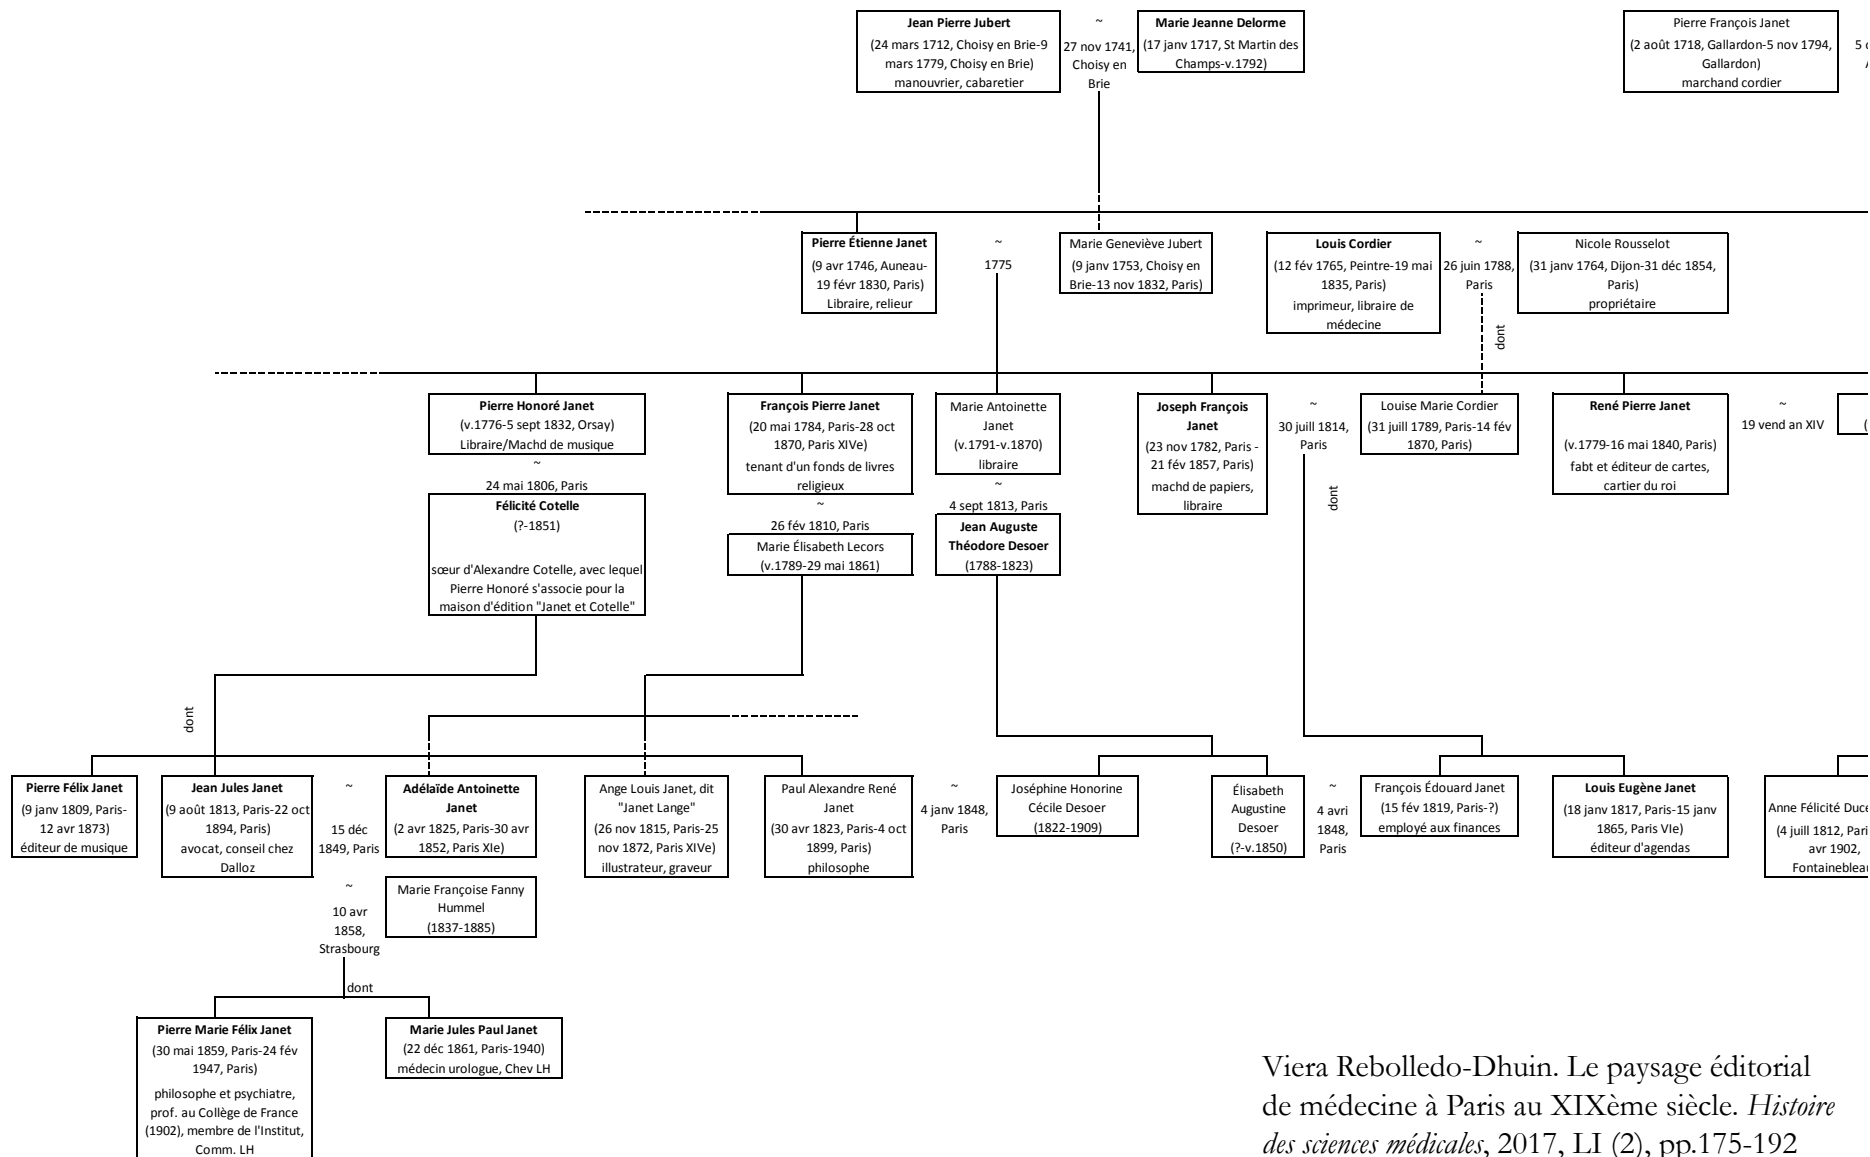 Jean Pierre Jubert
(24 mars 1712, Choisy en Brie-9
mars 1779, Choisy en Brie)
manouvrier, cabaretier
~
27 nov 1741,
Choisy en
Brie
Marie Jeanne Delorme
(17 janv 1717, St Martin des
Champs-v.1792)
Pierre François Janet
(2 août 1718, Gallardon-5 nov 1794,
Gallardon)
marchand cordier
5
Pierre Étienne Janet
(9 avr 1746, Auneau-
19 févr 1830, Paris)
Libraire, relieur
~
1775
Marie Geneviève Jubert
(9 janv 1753, Choisy en
Brie-13 nov 1832, Paris)
Louis Cordier
(12 fév 1765, Peintre-19 mai
1835, Paris)
imprimeur, libraire de
médecine
~
26 juin 1788,
Paris
dont
Nicole Rousselot
(31 janv 1764, Dijon-31 déc 1854,
Paris)
propriétaire
Pierre Honoré Janet
(v.1776-5 sept 1832, Orsay)
Libraire/Machd de musique
~
24 mai 1806, Paris
Félicité Cotelle
(?-1851)
sœur d'Alexandre Cotelle, avec lequel
Pierre Honoré s'associe pour la
maison d'édition "Janet et Cotelle"
François Pierre Janet
(20 mai 1784, Paris-28 oct
1870, Paris XIVe)
tenant d'un fonds de livres
religieux
~
26 fév 1810, Paris
Marie Élisabeth Lecors
(v.1789-29 mai 1861)
Marie Antoinette
Janet
(v.1791-v.1870)
libraire
~
4 sept 1813, Paris
Jean Auguste
Théodore Desoer
(1788-1823)
Joseph François
Janet
(23 nov 1782, Paris -
21 fév 1857, Paris)
machd de papiers,
libraire
~
30 juill 1814,
Paris
dont
Louise Marie Cordier
(31 juill 1789, Paris-14 fév
1870, Paris)
René Pierre Janet
(v.1779-16 mai 1840, Paris)
fabt et éditeur de cartes,
cartier du roi
~
19 vend an XIV
(
dont
Pierre Félix Janet
(9 janv 1809, Paris-
12 avr 1873)
éditeur de musique
Jean Jules Janet
(9 août 1813, Paris-22 oct
1894, Paris)
avocat, conseil chez
Dalloz
~
15 déc
1849, Paris
Adélaïde Antoinette
Janet
(2 avr 1825, Paris-30 avr
1852, Paris XIe)
~
10 avr
1858,
Strasbourg
Marie Françoise Fanny
Hummel
(1837-1885)
Ange Louis Janet, dit
"Janet Lange"
(26 nov 1815, Paris-25
nov 1872, Paris XIVe)
illustrateur, graveur
Paul Alexandre René
Janet
(30 avr 1823, Paris-4 oct
1899, Paris)
philosophe
~
4 janv 1848,
Paris
Joséphine Honorine
Cécile Desoer
(1822-1909)
Élisabeth
Augustine
Desoer
(?-v.1850)
~
4 avri
1848,
Paris
François Édouard Janet
(15 fév 1819, Paris-?)
employé aux finances
Louis Eugène Janet
(18 janv 1817, Paris-15 janv
1865, Paris VIe)
éditeur d'agendas
Anne Félicité Duce
(4 juill 1812, Pari
avr 1902,
Fontaineblea
dont
Pierre Marie Félix Janet
(30 mai 1859, Paris-24 fév
1947, Paris)
philosophe et psychiatre,
prof. au Collège de France
(1902), membre de l'Institut,
Comm. LH
Marie Jules Paul Janet
(22 déc 1861, Paris-1940)
médecin urologue, Chev LH
Viera Rebolledo-Dhuin. Le paysage éditorial
de médecine à Paris au XIXème siècle. Histoire
des sciences médicales, 2017, LI (2), pp.175-192